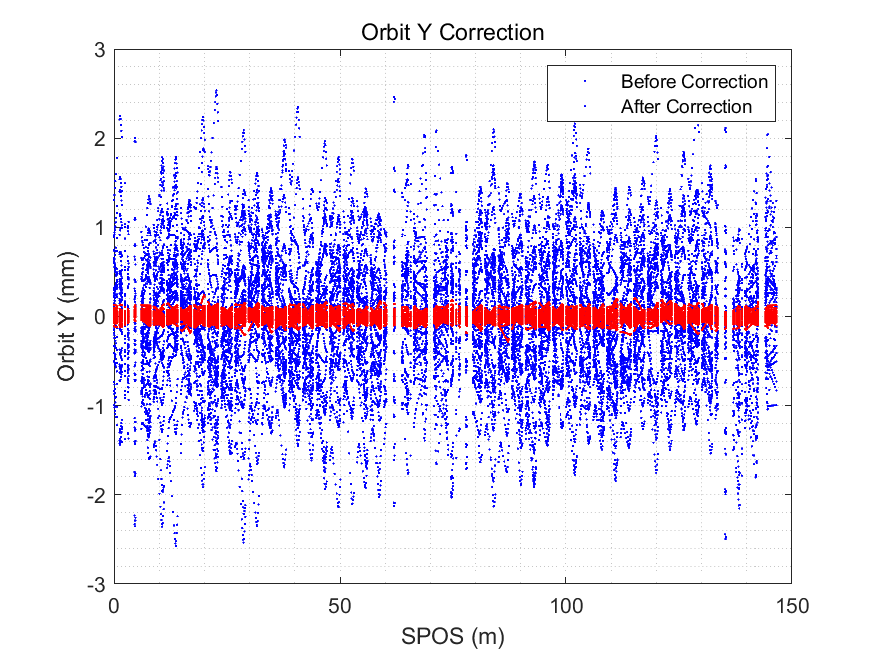 Orbit Y Correction
3
2
1
0
-1
-2
-3
Orbit Y (mm)
Before Correction
After Correction
0 50 100 150
SPOS (m)